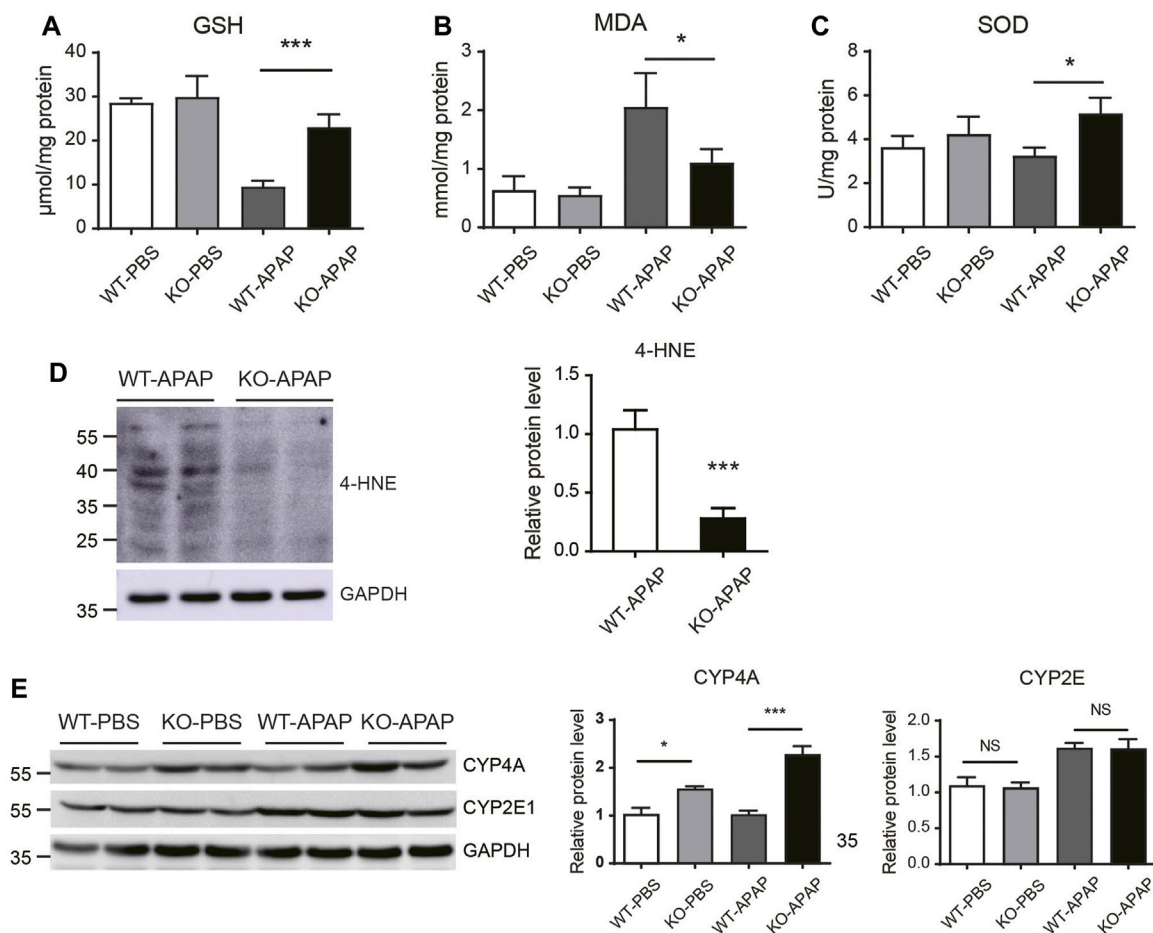 A
GSH
μmol/mg protein
40
30
20
10
0
***
WT-PBS
KO-PBS
WT-APAP
KO-APAP
B
MDA
mmol/mg protein
3
2
1
0
*
WT-PBS
KO-PBS
WT-APAP
KO-APAP
C
SOD
U/mg protein
8
6
4
2
0
*
WT-PBS
KO-PBS
WT-APAP
KO-APAP
D
WT-APAP KO-APAP
55
40
35
25
4-HNE
35
GAPDH
4-HNE
Relative protein level
1.5
1.0
0.5
0.0
***
WT-APAP
KO-APAP
E
WT-PBS KO-PBS WT-APAP KO-APAP
55
CYP4A
55
CYP2E1
35
GAPDH
CYP4A
Relative protein level
3
2
1
0
*
***
WT-PBS
KO-PBS
WT-APAP
KO-APAP
35
CYP2E
Relative protein level
2.0
1.5
1.0
0.5
0.0
NS
NS
WT-PBS
KO-PBS
WT-APAP
KO-APAP